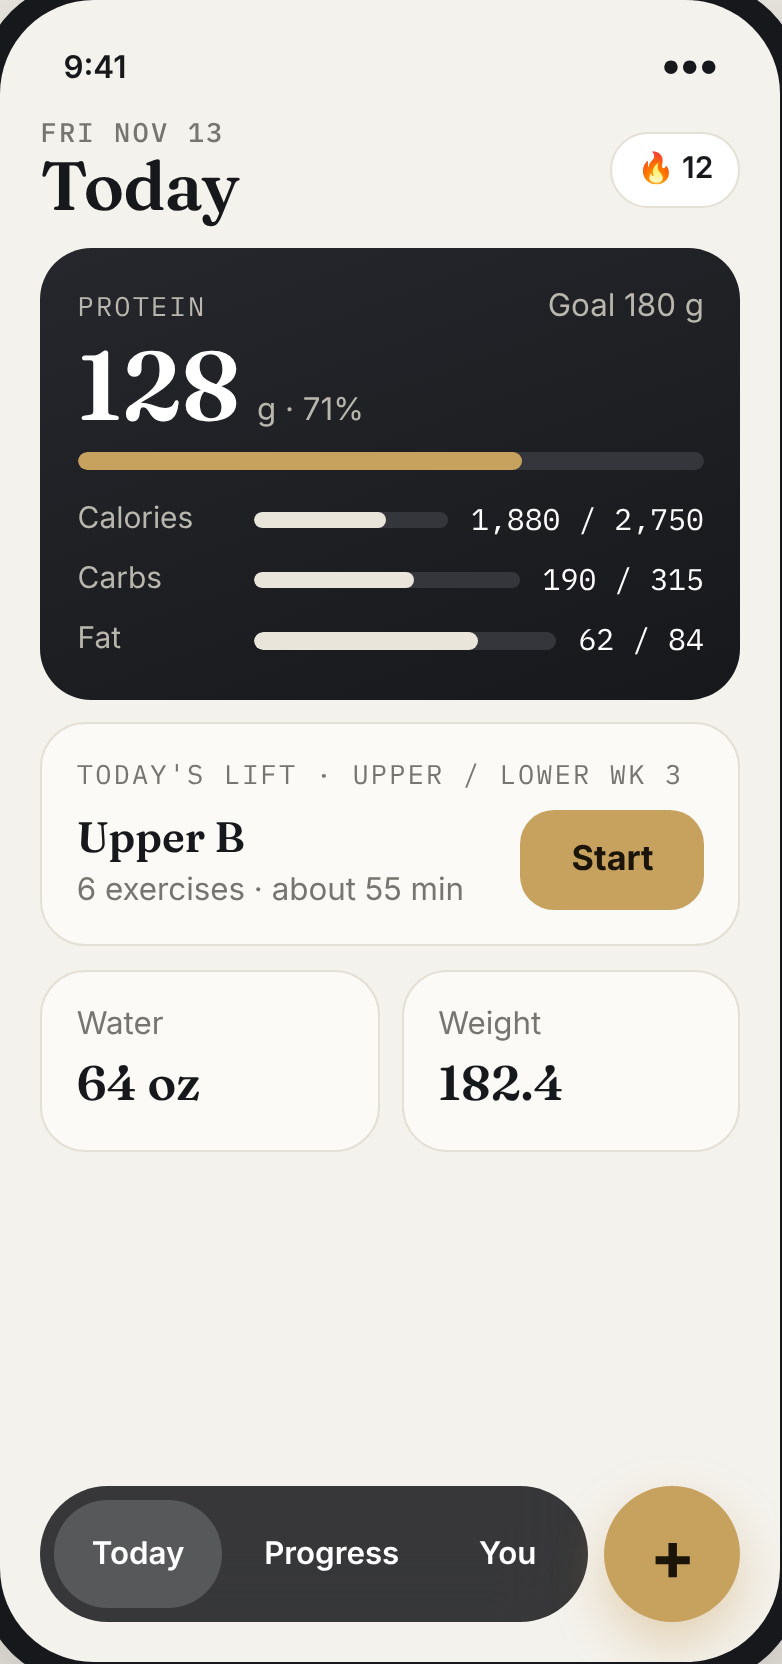 9:41
FRI NOV 13
Today
🔥 12
PROTEIN
Goal 180 g
128 g · 71%
Calories 1,880 / 2,750
Carbs 190 / 315
Fat 62 / 84
TODAY'S LIFT · UPPER / LOWER WK 3
Upper B
6 exercises · about 55 min
Start
Water
64 oz
Weight
182.4
Today Progress You +